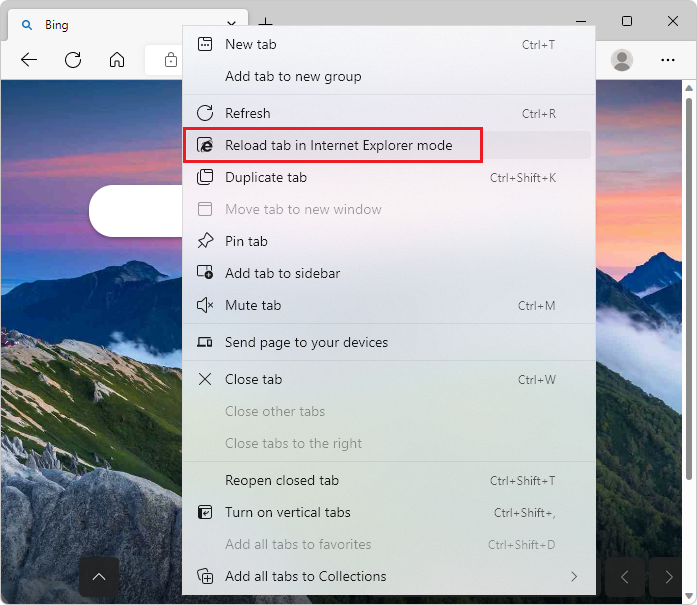 Bing
New tab Ctrl+T
Add tab to new group
Refresh Ctrl+R
Reload tab in Internet Explorer mode
Duplicate tab Ctrl+Shift+K
Move tab to new window
Pin tab
Add tab to sidebar
Mute tab Ctrl+M
Send page to your devices
Close tab Ctrl+W
Close other tabs
Close tabs to the right
Reopen closed tab Ctrl+Shift+T
Turn on vertical tabs Ctrl+Shift+,
Add all tabs to favorites Ctrl+Shift+D
Add all tabs to Collections